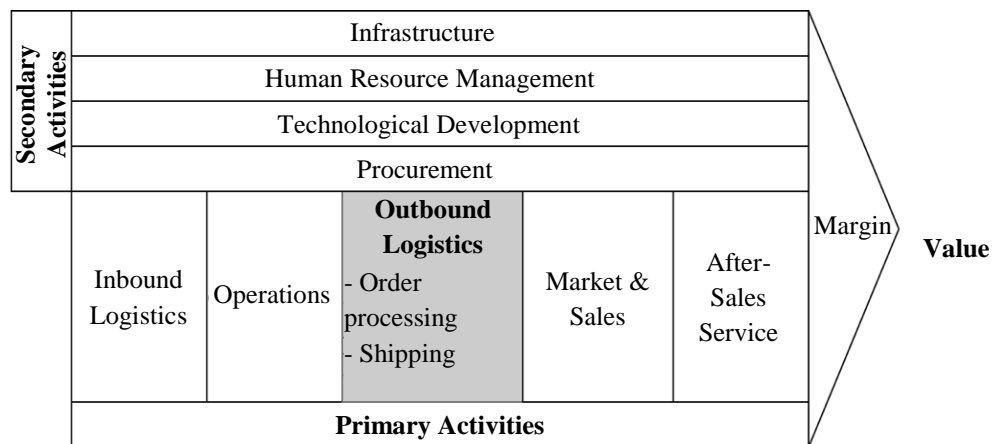 Secondary
Activities
Infrastructure
Human Resource Management
Technological Development
Procurement
Inbound
Logistics
Operations
Outbound
Logistics
- Order
processing
- Shipping
Market &
Sales
After-
Sales
Service
Margin
Value
Primary Activities